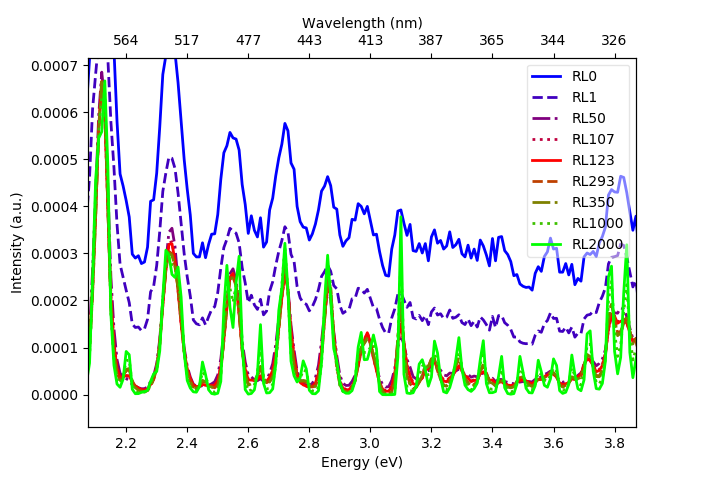 Wavelength (nm)
564 517 477 443 413 387 365 344 326
0.0007
0.0006
0.0005
0.0004
0.0003
0.0002
0.0001
0.0000
Intensity (a.u.)
RL0
RL1
RL50
RL107
RL123
RL293
RL350
RL1000
RL2000
2.2 2.4 2.6 2.8 3.0 3.2 3.4 3.6 3.8
Energy (eV)